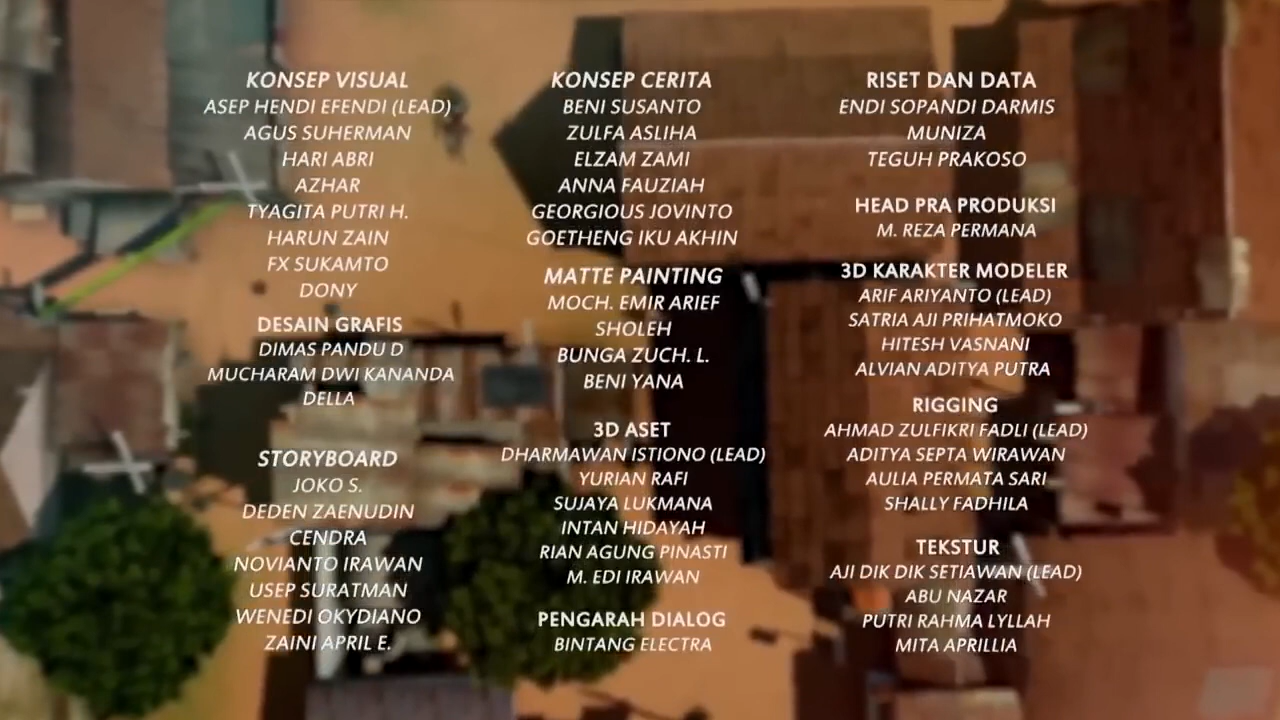 KONSEP VISUAL
ASEP HENDI EFENDI (LEAD)
AGUS SUHERMAN
HARI ABRI
AZHAR
TYAGITA PUTRI H.
HARUN ZAIN
FX SUKAMTO
DONY
DESAIN GRAFIS
DIMAS PANDU D
MUCHARAM DWI KANANDA
DELLA
STORYBOARD
JOKO S.
DEDEN ZAENUDIN
CENDRA
NOVIANTO IRAWAN
USEP SURATMAN
WENEDI OKYDIANO
ZAINI APRIL E.
KONSEP CERITA
BENI SUSANTO
ZULFA ASLIHA
ELZAM ZAMI
ANNA FAUZIAH
GEORGIOUS JOVINTO
GOETHENG IKU AKHIN
MATTE PAINTING
MOCH. EMIR ARIEF
SHOLEH
BUNGA ZUCH. L.
BENI YANA
3D ASET
DHARMAWAN ISTIONO (LEAD)
YURIAN RAFI
SUJAYA LUKMANA
INTAN HIDAYAH
RIAN AGUNG PINASTI
M. EDI IRAWAN
PENGARAH DIALOG
BINTANG ELECTRA
RISET DAN DATA
ENDI SOPANDI DARMIS
MUNIZA
TEGUH PRAKOSO
HEAD PRA PRODUKSI
M. REZA PERMANA
3D KARAKTER MODELER
ARIF ARIYANTO (LEAD)
SATRIA AJI PRIHATMOKO
HITESH VASNANI
ALVIAN ADITYA PUTRA
RIGGING
AHMAD ZULFIKRI FADLI (LEAD)
ADITYA SEPTA WIRAWAN
AULIA PERMATA SARI
SHALLY FADHILA
TEKSTUR
AJI DIK DIK SETIAWAN (LEAD)
ABU NAZAR
PUTRI RAHMA LYLLAH
MITA APRILLIA